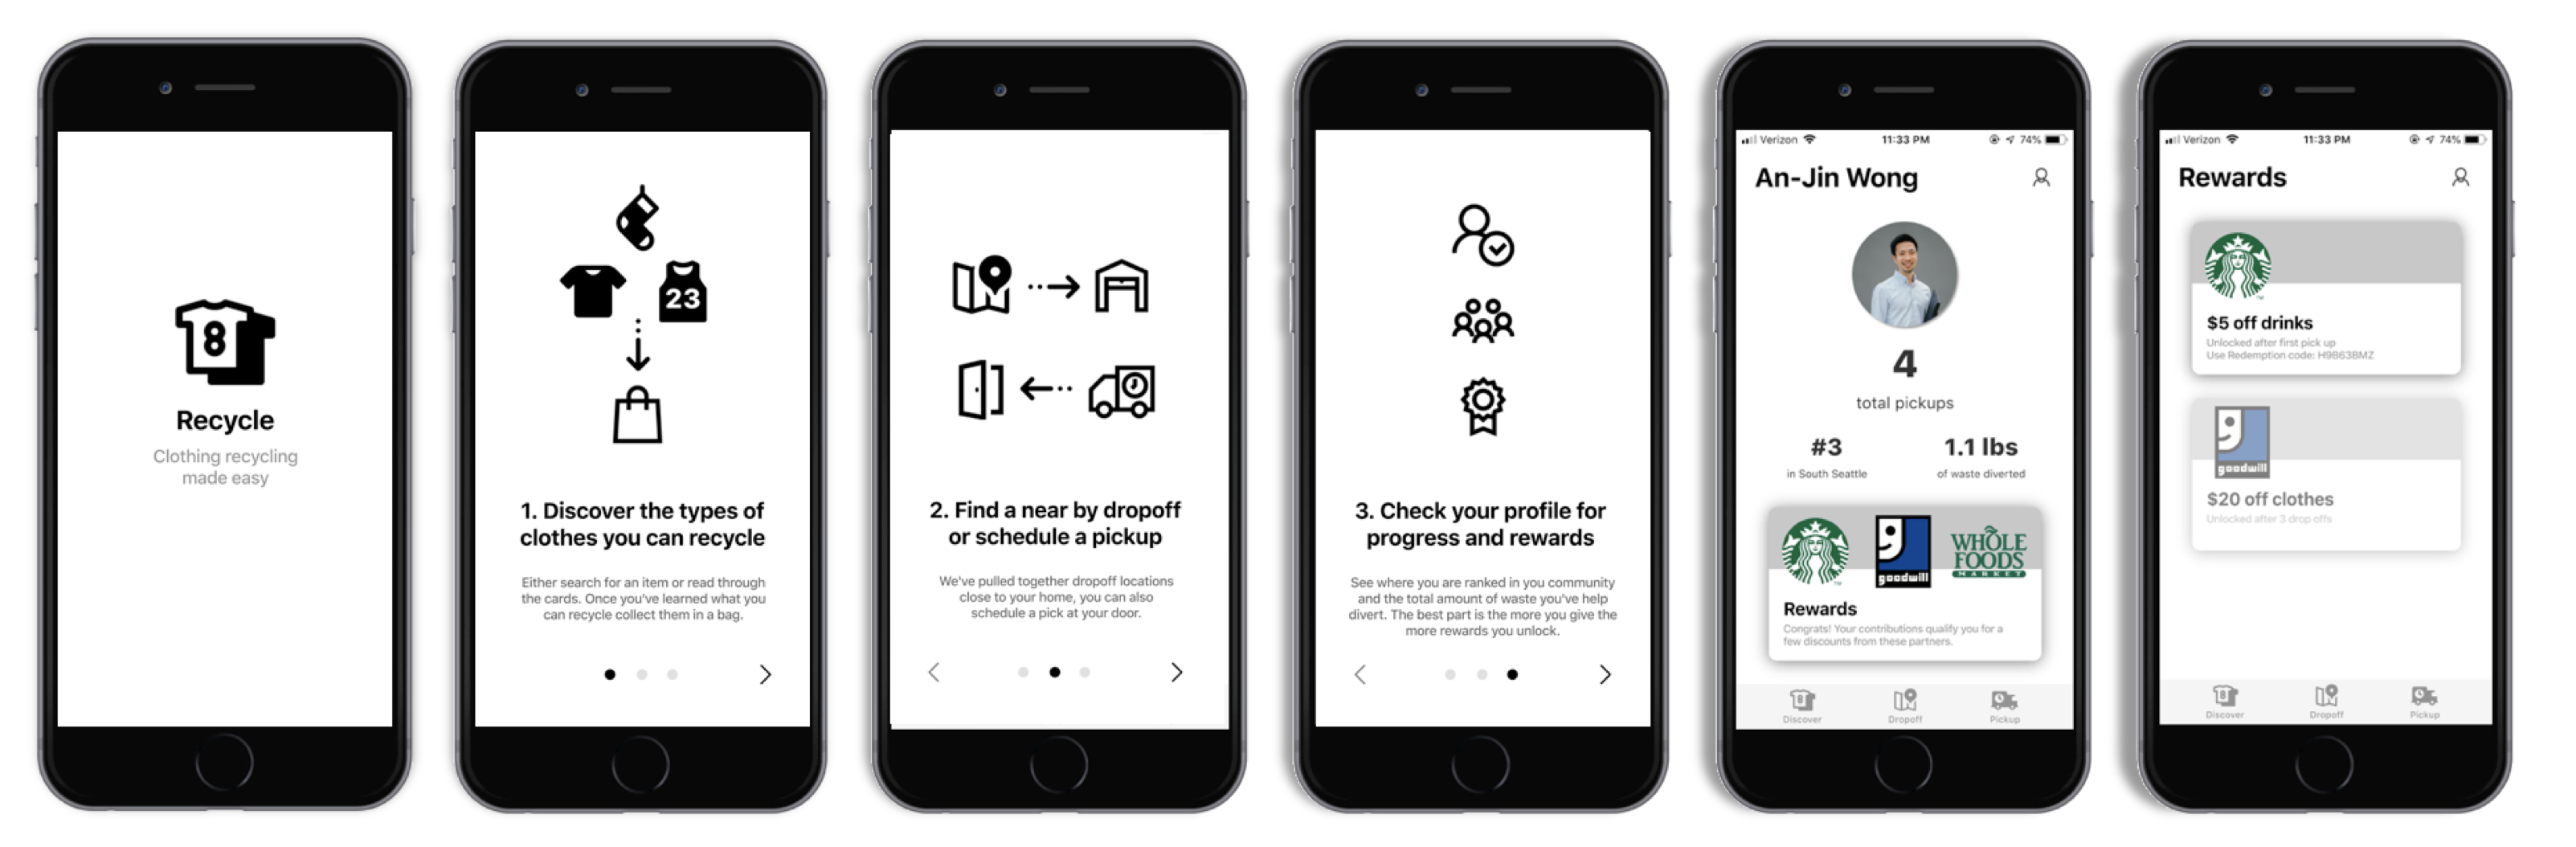 8
Recycle
Clothing recycling
made easy
23
1. Discover the types of
clothes you can recycle
Either search for an item or read through
the cards. Once you've learned what you
can recycle collect them in a bag.
2. Find a near by dropoff
or schedule a pickup
We've pulled together dropoff locations
close to your home, you can also
schedule a pick at your door.
3. Check your profile for
progress and rewards
See where you are ranked in you community
and the total amount of waste you've help
divert. The best part is the more you give the
more rewards you unlock.
Verizon 11:33 PM 74%
An-Jin Wong
4
total pickups
#3 1.1 lbs
in South Seattle of waste diverted
goodwill
WHOLE
FOODS
MARKET
TM
Rewards
Congrats! Your contributions qualify you for a
few discounts from these partners.
8
Discover Dropoff Pickup
Verizon 11:33 PM 74%
Rewards
TM
$5 off drinks
Unlocked after first pick up
Use Redemption code: H9B63BMZ
goodwill
$20 off clothes
Unlocked after 3 drop offs
8
Discover Dropoff Pickup